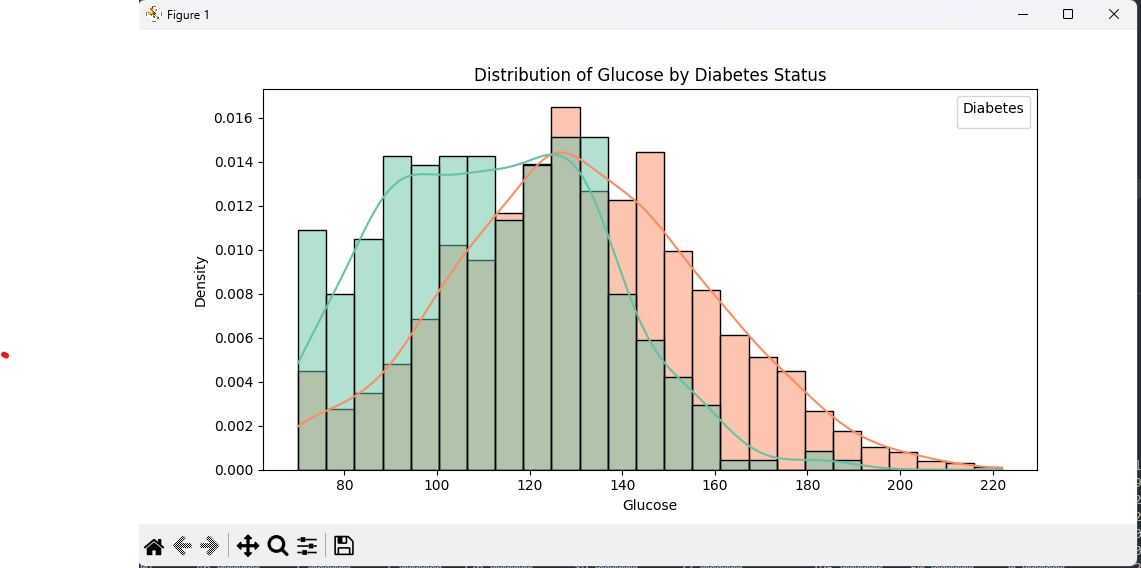 Figure 1
Distribution of Glucose by Diabetes Status
Diabetes
0.016
0.014
0.012
0.010
0.008
0.006
0.004
0.002
0.000
Density
80 100 120 140 160 180 200 220
Glucose